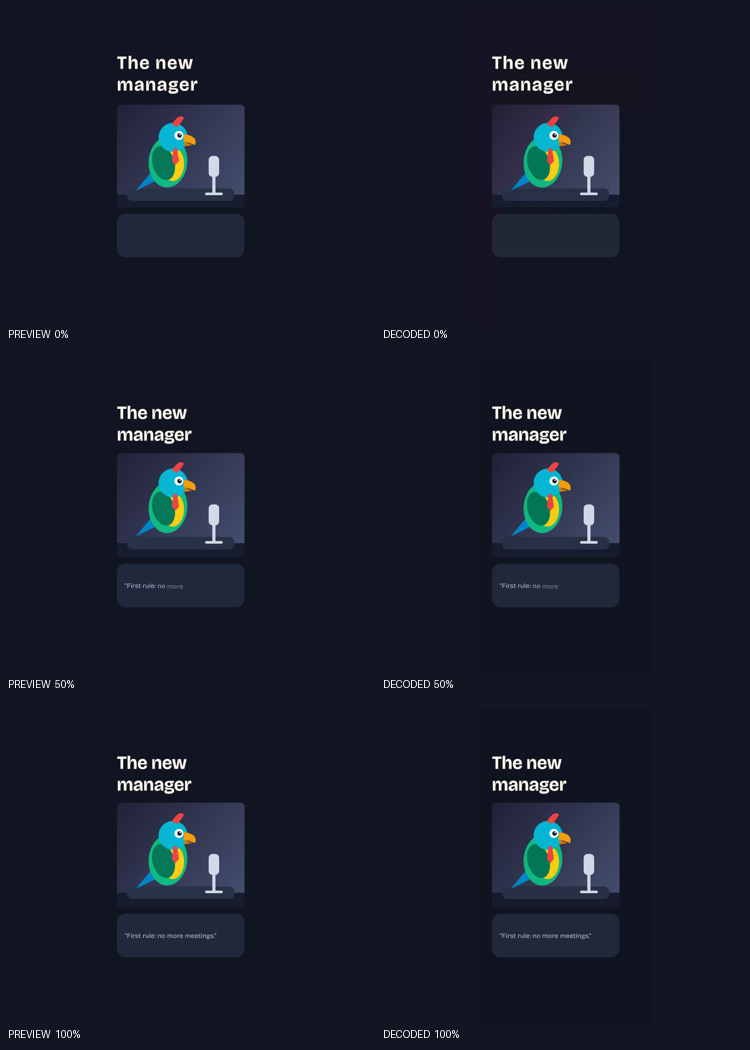 The new
manager
The new
manager
PREVIEW 0%
DECODED 0%
The new
manager
"First rule: no more
The new
manager
"First rule: no more
PREVIEW 50%
DECODED 50%
The new
manager
"First rule: no more meetings."
The new
manager
"First rule: no more meetings."
PREVIEW 100%
DECODED 100%